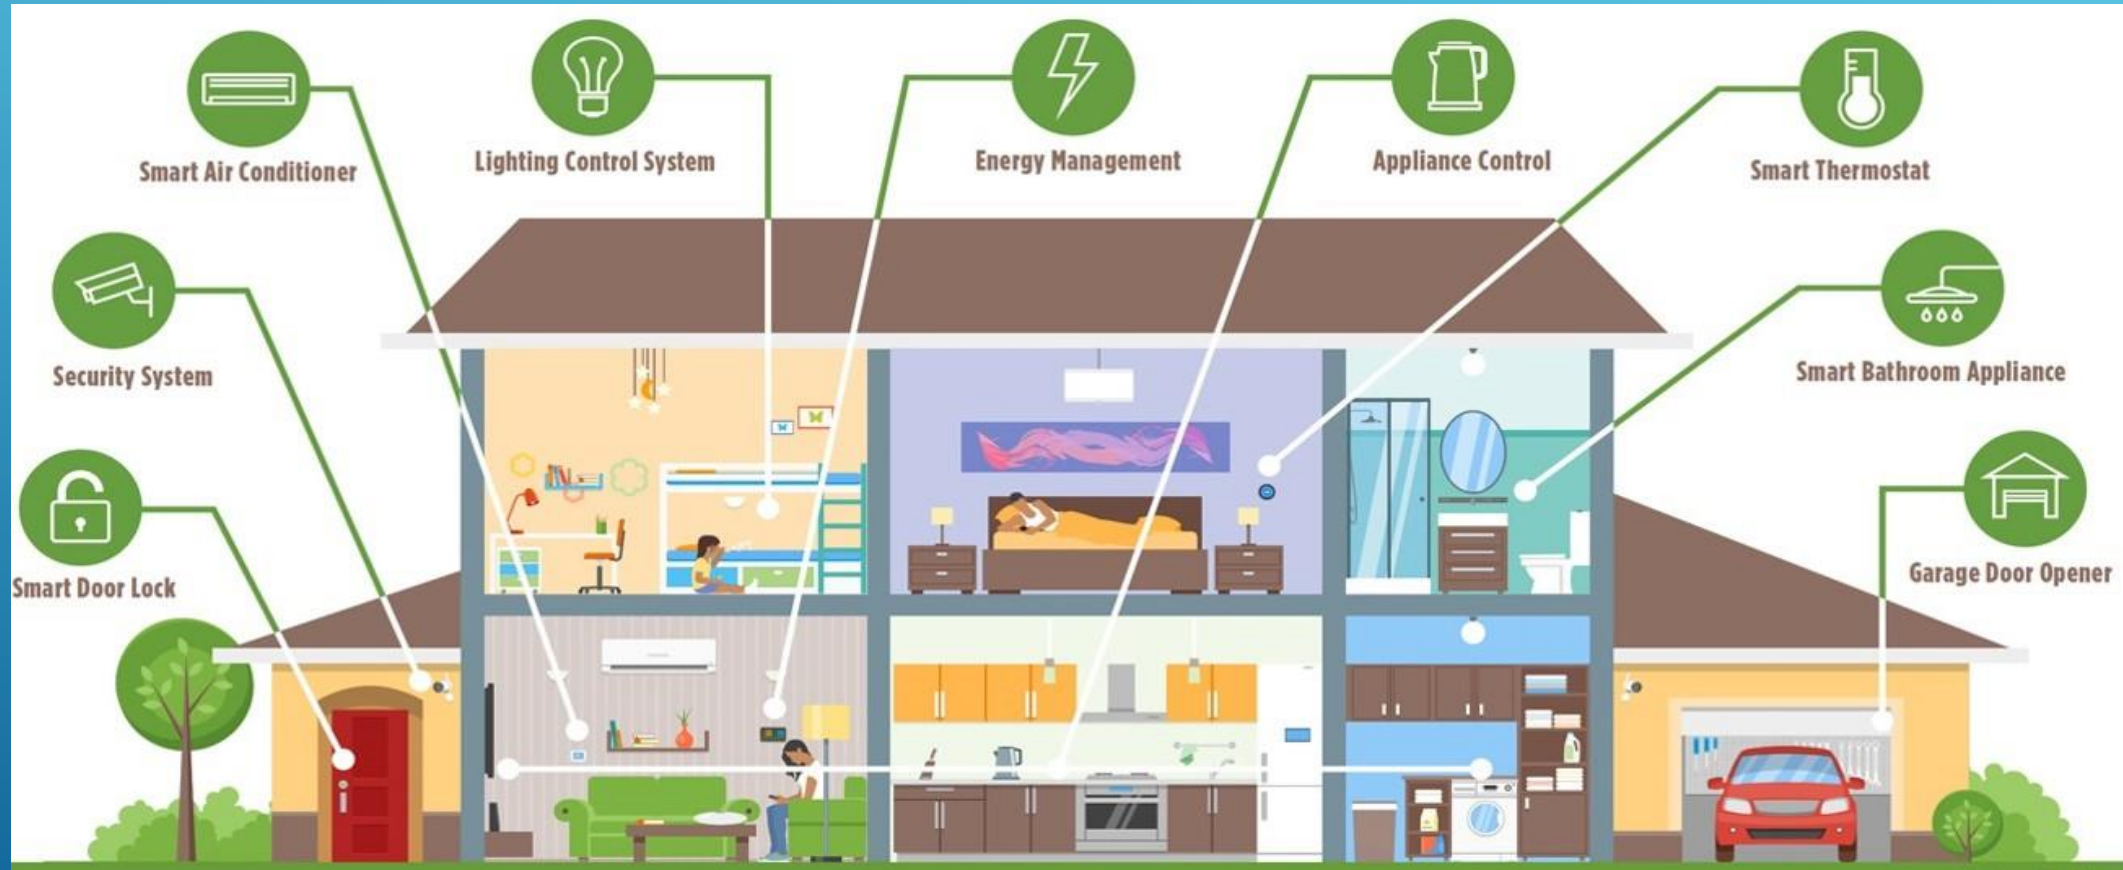 Smart Air Conditioner
Lighting Control System
Energy Management
Appliance Control
Smart Thermostat
Security System
Smart Bathroom Appliance
Smart Door Lock
Garage Door Opener